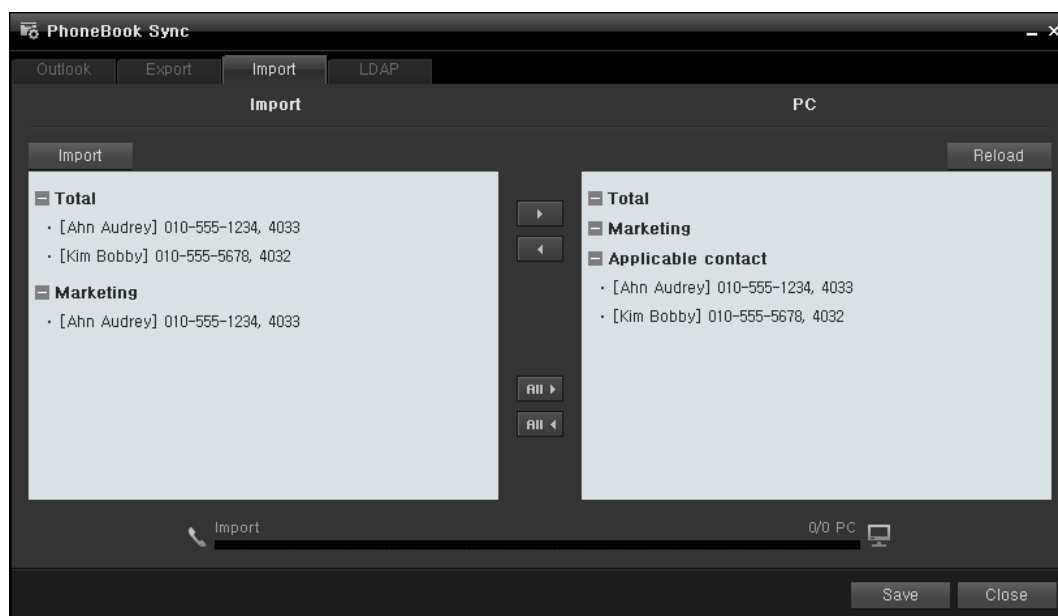 PhoneBook Sync
Outlook Export Import LDAP
Import PC
Import Reload
Total
· [Ahn Audrey] 010-555-1234, 4033
· [Kim Bobby] 010-555-5678, 4032
Marketing
· [Ahn Audrey] 010-555-1234, 4033
Total
Marketing
Applicable contact
· [Ahn Audrey] 010-555-1234, 4033
· [Kim Bobby] 010-555-5678, 4032
All
All
Import 0/0 PC
Save Close